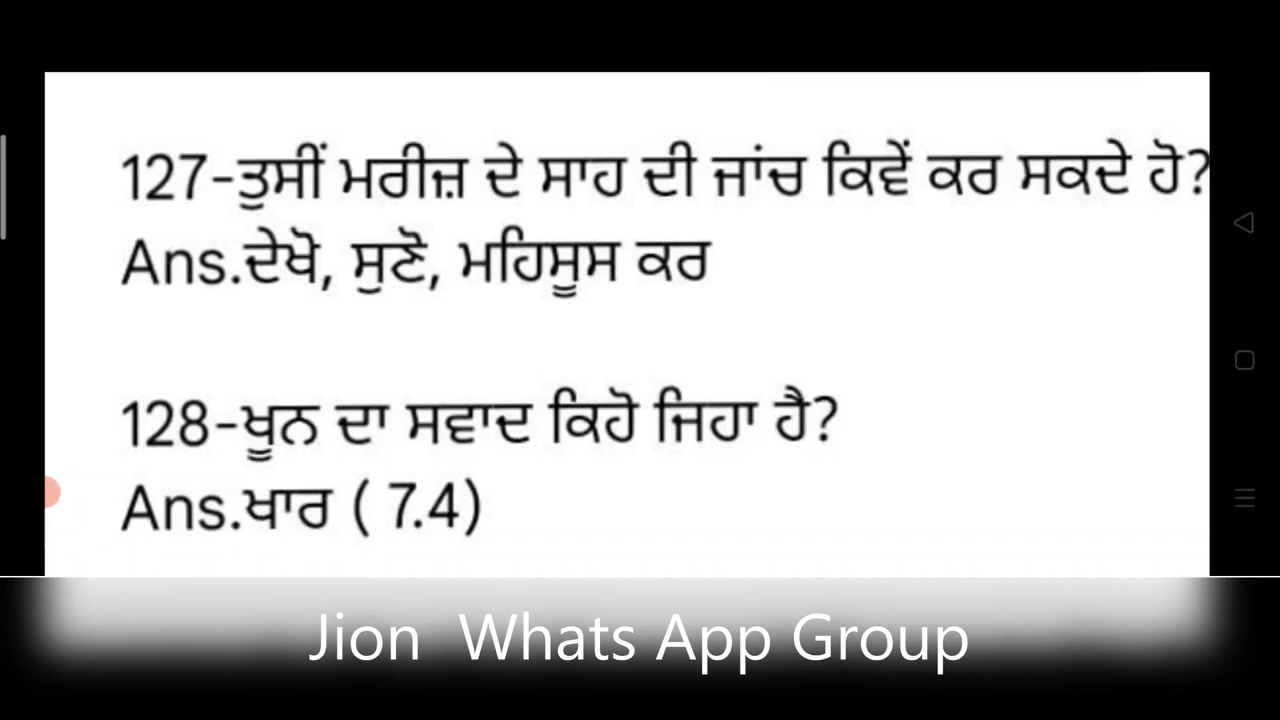 127-ਤੁਸੀਂ ਮਰੀਜ਼ ਦੇ ਸਾਹ ਦੀ ਜਾਂਚ ਕਿਵੇਂ ਕਰ ਸਕਦੇ ਹੋ?
Ans.ਦੇਖੋ, ਸੁਣੋ, ਮਹਿਸੂਸ ਕਰ
128-ਖੂਨ ਦਾ ਸਵਾਦ ਕਿਹੋ ਜਿਹਾ ਹੈ?
Ans.ਖਾਰ ( 7.4)
Jion Whats App Group